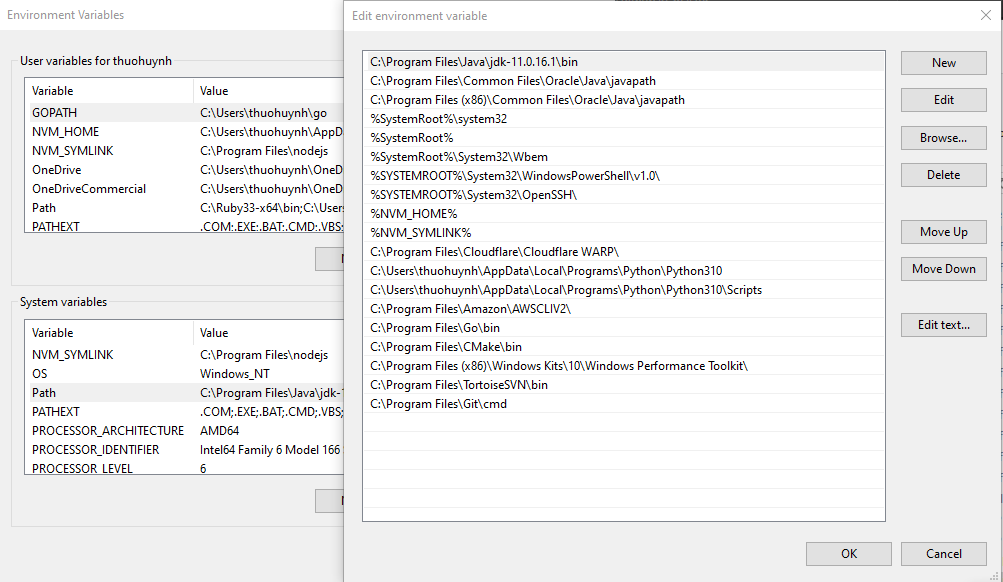 Environment Variables
User variables for thuohuynh
Variable Value
GOPATH C:\Users\thuohuynh\go
NVM_HOME C:\Users\thuohuynh\AppD
NVM_SYMLINK C:\Program Files\nodejs
OneDrive C:\Users\thuohuynh\OneD
OneDriveCommercial C:\Users\thuohuynh\OneD
Path C:\Ruby33-x64\bin;C:\Users
PATHEXT .COM;.EXE;.BAT;.CMD;.VBS;
System variables
Variable Value
NVM_SYMLINK C:\Program Files\nodejs
OS Windows_NT
Path C:\Program Files\Java\jdk-1
PATHEXT .COM;.EXE;.BAT;.CMD;.VBS;
PROCESSOR_ARCHITECTURE AMD64
PROCESSOR_IDENTIFIER Intel64 Family 6 Model 166
PROCESSOR_LEVEL 6
Edit environment variable
C:\Program Files\Java\jdk-11.0.16.1\bin
C:\Program Files\Common Files\Oracle\Java\javapath
C:\Program Files (x86)\Common Files\Oracle\Java\javapath
%SystemRoot%\system32
%SystemRoot%
%SystemRoot%\System32\Wbem
%SYSTEMROOT%\System32\WindowsPowerShell\v1.0\
%SYSTEMROOT%\System32\OpenSSH\
%NVM_HOME%
%NVM_SYMLINK%
C:\Program Files\Cloudflare\Cloudflare WARP\
C:\Users\thuohuynh\AppData\Local\Programs\Python\Python310
C:\Users\thuohuynh\AppData\Local\Programs\Python\Python310\Scripts
C:\Program Files\Amazon\AWSCLIV2\
C:\Program Files\Go\bin
C:\Program Files\CMake\bin
C:\Program Files (x86)\Windows Kits\10\Windows Performance Toolkit\
C:\Program Files\TortoiseSVN\bin
C:\Program Files\Git\cmd
New
Edit
Browse...
Delete
Move Up
Move Down
Edit text...
OK
Cancel